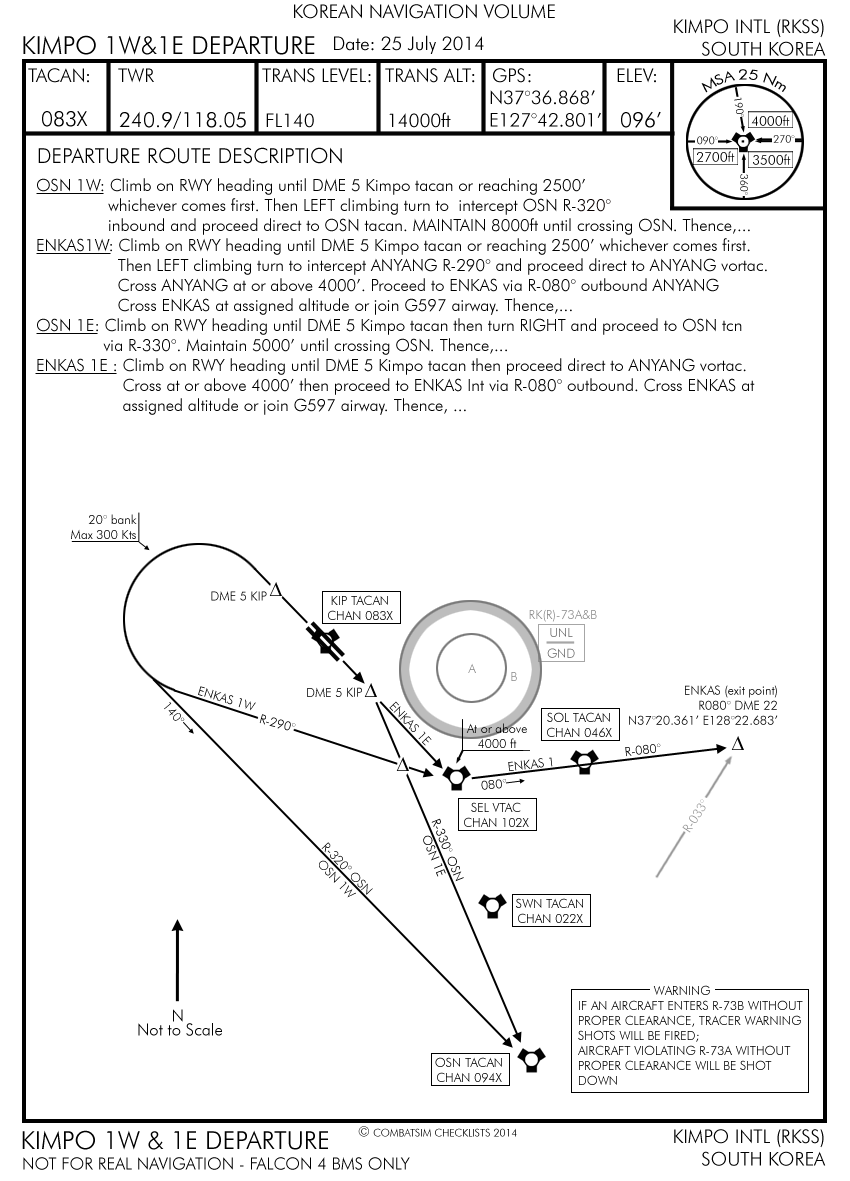 KOREAN NAVIGATION VOLUME
KIMPO 1W&1E DEPARTURE Date: 25 July 2014
KIMPO INTL (RKSS)
SOUTH KOREA
TACAN:
083X
TWR
240.9/118.05
TRANS LEVEL:
FL140
TRANS ALT:
14000ft
GPS:
N37°36.868’
E127°42.801’
ELEV:
096’
MSA 25 Nm
190°
4000ft
090°
270°
2700ft
3500ft
360°
DEPARTURE ROUTE DESCRIPTION
OSN 1W: Climb on RWY heading until DME 5 Kimpo tacan or reaching 2500’
whichever comes first. Then LEFT climbing turn to intercept OSN R-320°
inbound and proceed direct to OSN tacan. MAINTAIN 8000ft until crossing OSN. Thence,...
ENKAS1W: Climb on RWY heading until DME 5 Kimpo tacan or reaching 2500’ whichever comes first.
Then LEFT climbing turn to intercept ANYANG R-290° and proceed direct to ANYANG vortac.
Cross ANYANG at or above 4000’. Proceed to ENKAS via R-080° outbound ANYANG
Cross ENKAS at assigned altitude or join G597 airway. Thence,...
OSN 1E: Climb on RWY heading until DME 5 Kimpo tacan then turn RIGHT and proceed to OSN tcn
via R-330°. Maintain 5000’ until crossing OSN. Thence,...
ENKAS 1E : Climb on RWY heading until DME 5 Kimpo tacan then proceed direct to ANYANG vortac.
Cross at or above 4000’ then proceed to ENKAS Int via R-080° outbound. Cross ENKAS at
assigned altitude or join G597 airway. Thence, ...
20° bank
Max 300 Kts
DME 5 KIP
KIP TACAN
CHAN 083X
RK(R)-73A&B
UNL
GND
A
B
DME 5 KIP
ENKAS 1W
R-290°
140°
ENKAS 1E
At or above
4000 ft
SOL TACAN
CHAN 046X
ENKAS (exit point)
R080° DME 22
N37°20.361’ E128°22.683’
ENKAS 1
R-080°
080°
SEL VTAC
CHAN 102X
R-033°
R-330° OSN
OSN 1E
R-320° OSN
OSN 1W
SWN TACAN
CHAN 022X
N
Not to Scale
OSN TACAN
CHAN 094X
WARNING
IF AN AIRCRAFT ENTERS R-73B WITHOUT
PROPER CLEARANCE, TRACER WARNING
SHOTS WILL BE FIRED;
AIRCRAFT VIOLATING R-73A WITHOUT
PROPER CLEARANCE WILL BE SHOT
DOWN
KIMPO 1W & 1E DEPARTURE
© COMBATSIM CHECKLISTS 2014
KIMPO INTL (RKSS)
SOUTH KOREA
NOT FOR REAL NAVIGATION - FALCON 4 BMS ONLY